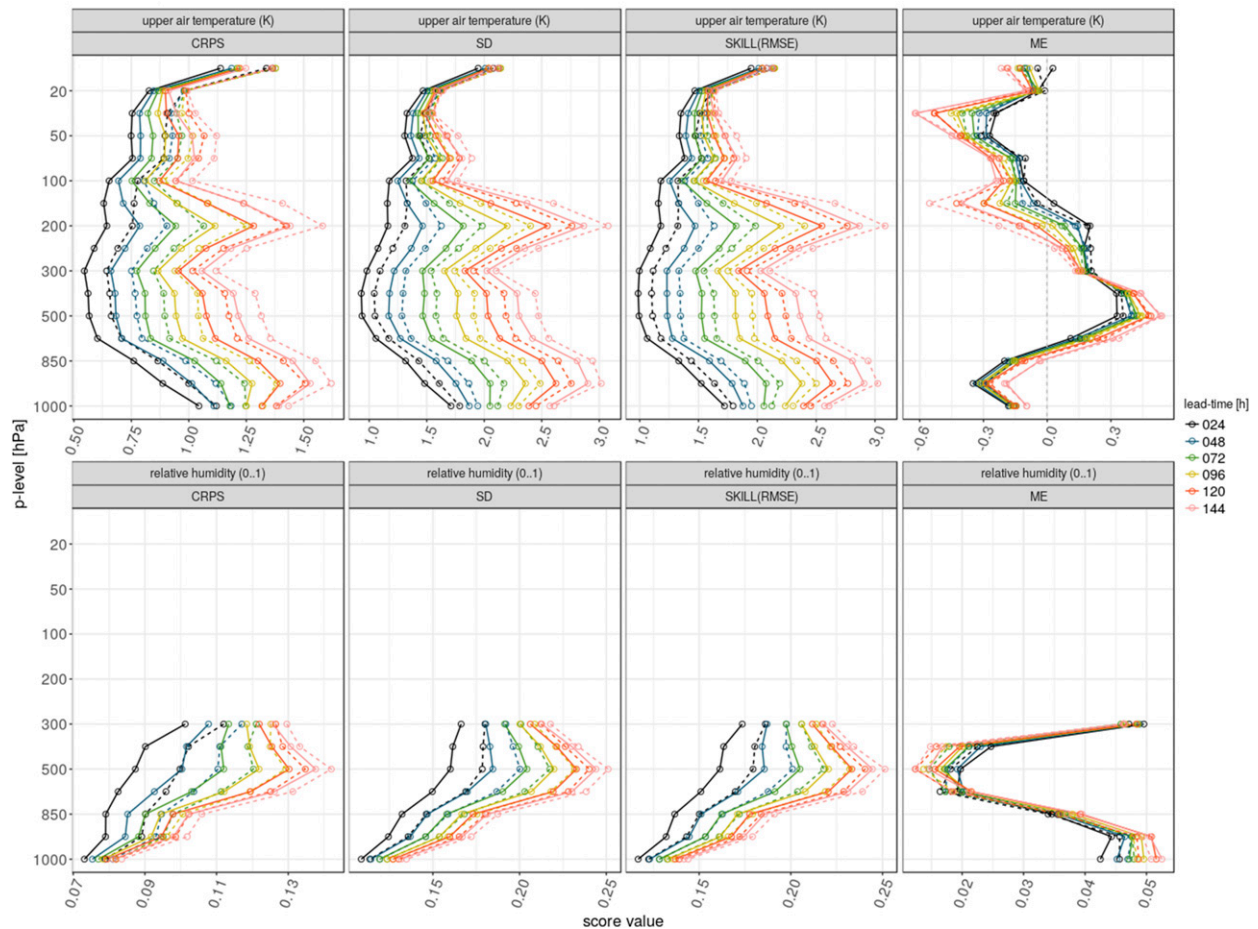 upper air temperature (K) upper air temperature (K) upper air temperature (K) upper air temperature (K)
CRPS SD SKILL(RMSE) ME
20
50
100
200
300
500
850
1000
0.50 0.75 1.00 1.25 1.50 1.0 1.5 2.0 2.5 3.0 1.0 1.5 2.0 2.5 3.0 -0.6 -0.3 0.0 0.3
p-level [hPa]
lead-time [h]
024
048
072
096
120
144
relative humidity (0..1) relative humidity (0..1) relative humidity (0..1) relative humidity (0..1)
CRPS SD SKILL(RMSE) ME
20
50
100
200
300
500
850
1000
0.07 0.09 0.11 0.13 0.15 0.20 0.25 0.15 0.20 0.25 0.02 0.03 0.04 0.05
score value